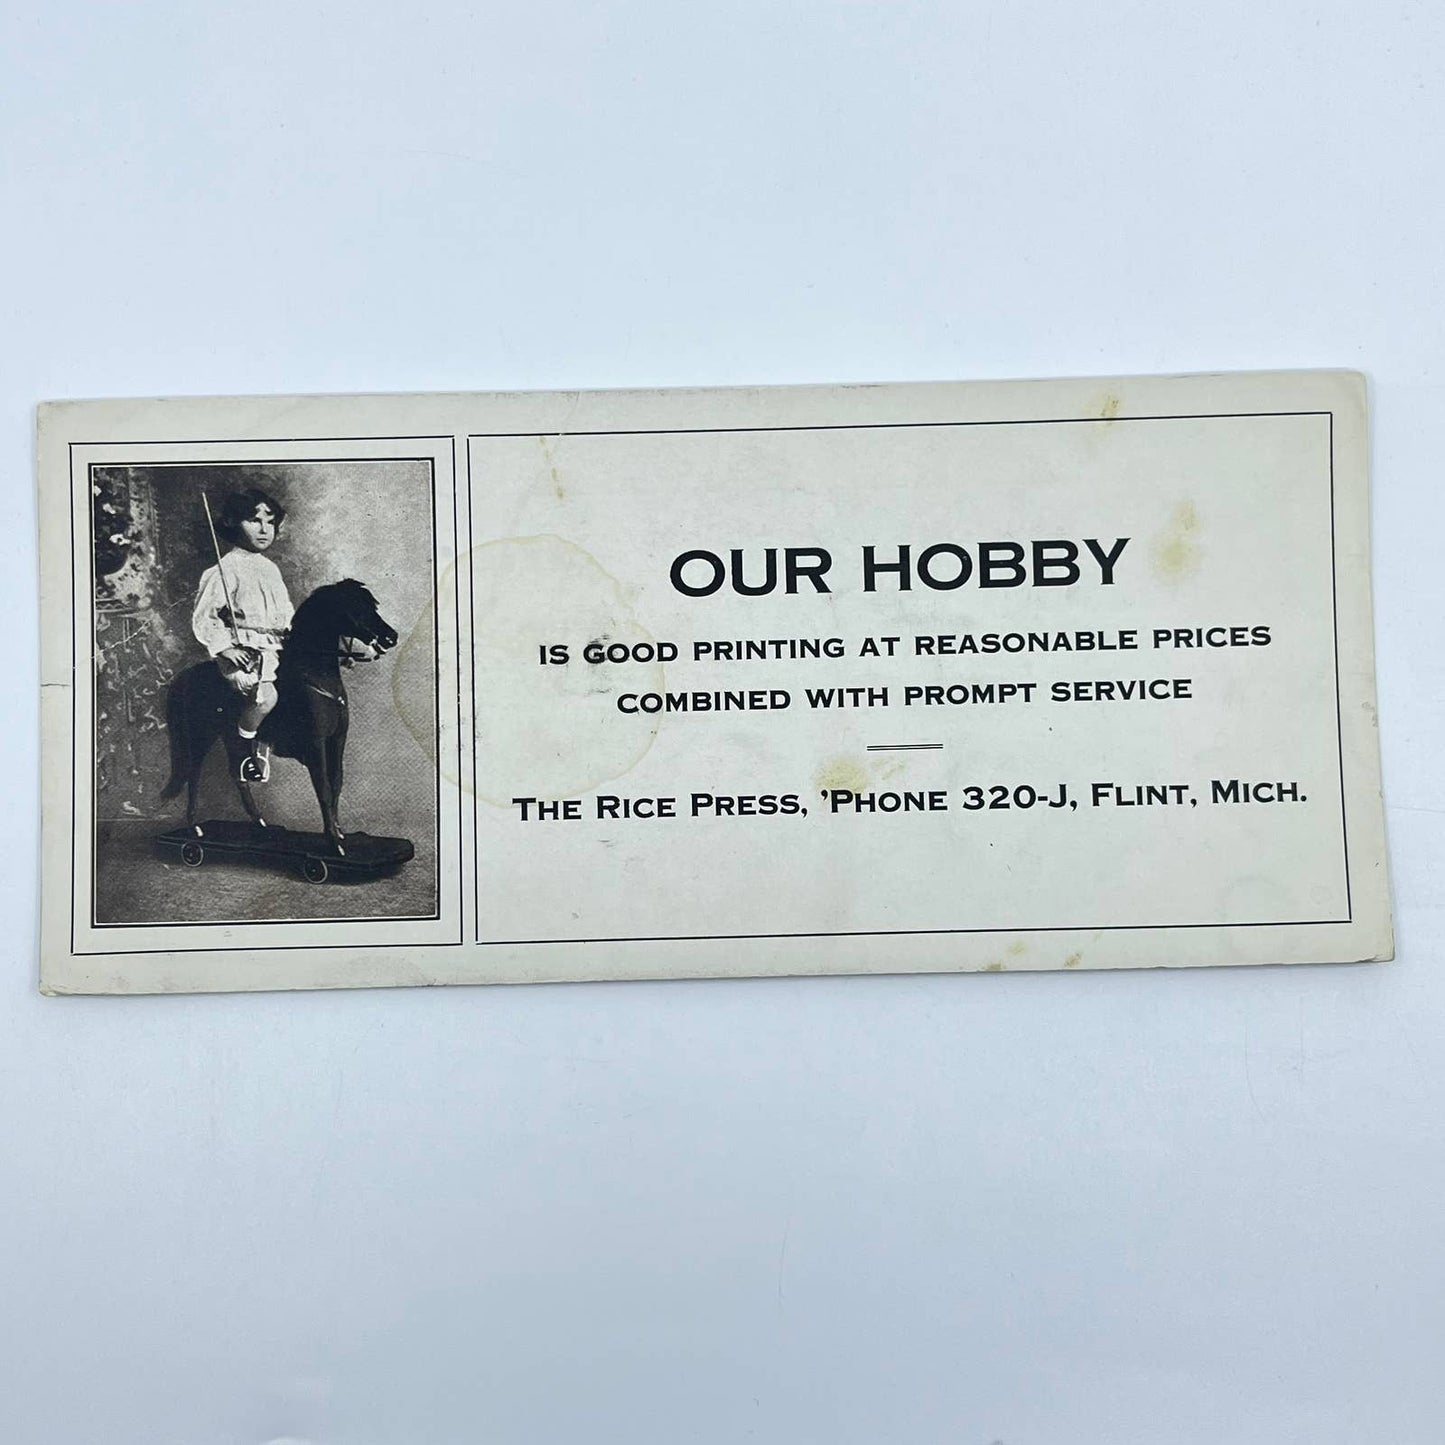 OUR HOBBY
IS GOOD PRINTING AT REASONABLE PRICES
COMBINED WITH PROMPT SERVICE
THE RICE PRESS, 'PHONE 320-J, FLINT, MICH.